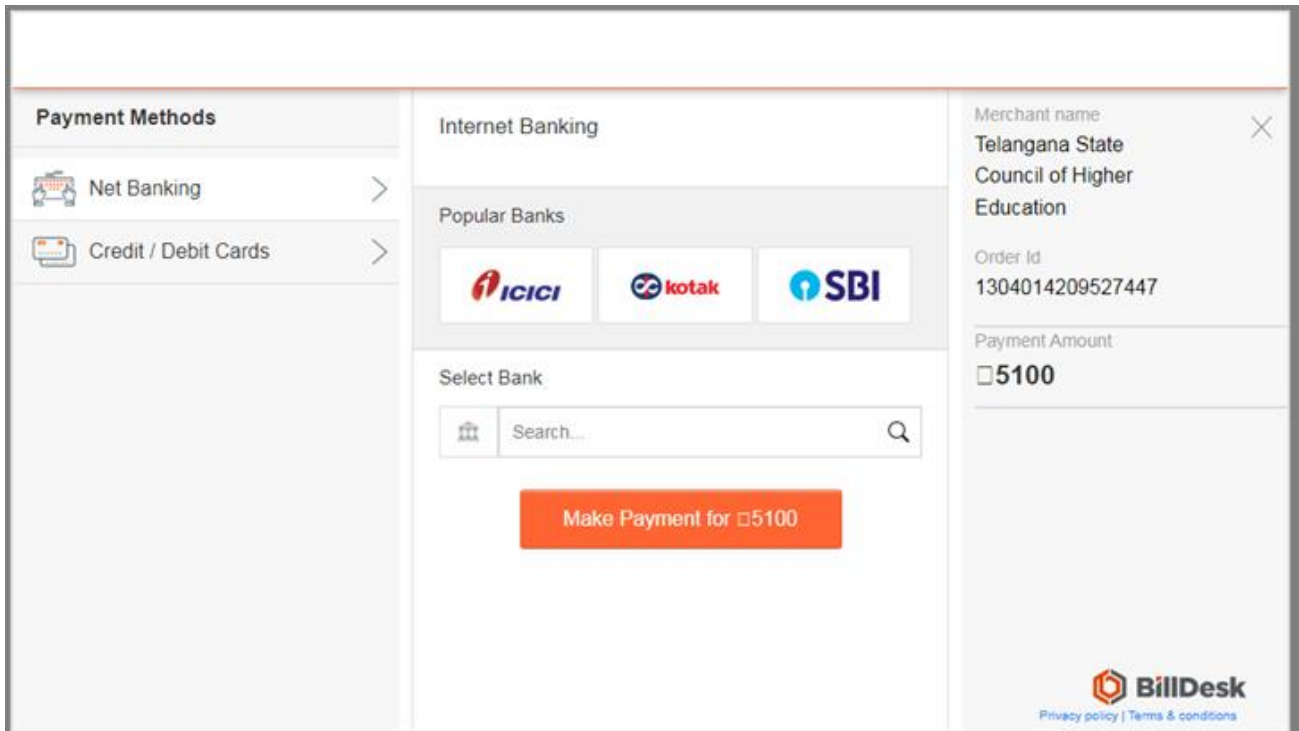 Payment Methods
Net Banking
Credit / Debit Cards
Internet Banking
Popular Banks
ICICI
kotak
SBI
Select Bank
Search...
Make Payment for □5100
Merchant name
Telangana State
Council of Higher
Education
Order Id
1304014209527447
Payment Amount
□5100
BillDesk
Privacy policy | Terms & conditions